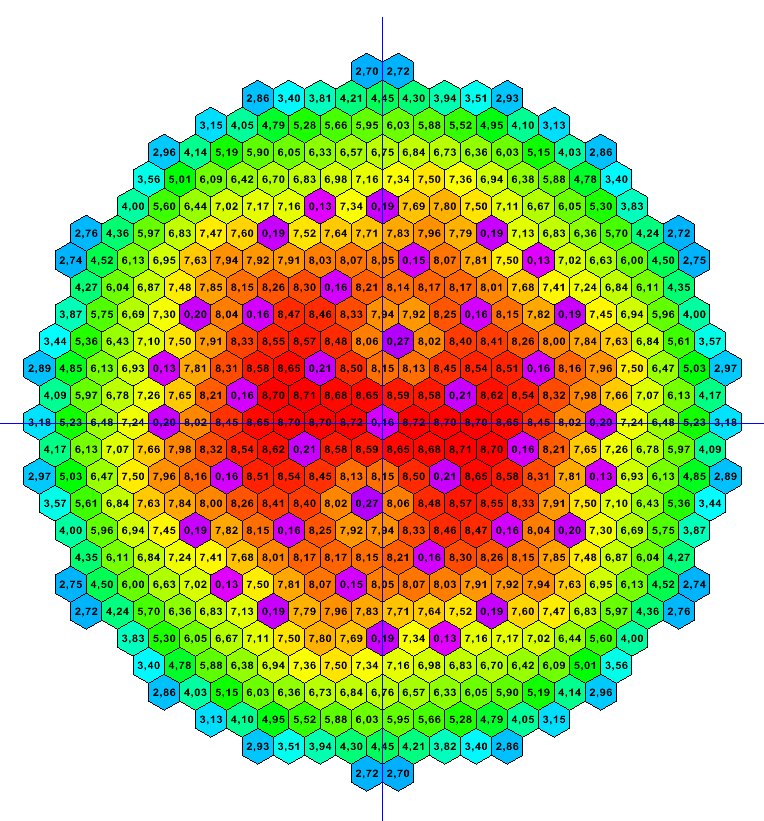 2,70 2,72
2,86 3,40 3,81 4,21 4,45 4,30 3,94 3,51 2,93
3,15 4,05 4,79 5,28 5,66 5,95 6,03 5,88 5,52 4,95 4,10 3,13
2,96 4,14 5,19 5,90 6,05 6,33 6,57 6,75 6,84 6,73 6,36 6,03 5,15 4,03 2,86
3,56 5,01 6,09 6,42 6,70 6,83 6,98 7,16 7,34 7,50 7,36 6,94 6,38 5,88 4,78 3,40
4,00 5,60 6,44 7,02 7,17 7,16 0,13 7,34 0,19 7,69 7,80 7,50 7,11 6,67 6,05 5,30 3,83
2,76 4,36 5,97 6,83 7,47 7,60 0,19 7,52 7,64 7,71 7,83 7,96 7,79 0,19 7,13 6,83 6,36 5,70 4,24 2,72
2,74 4,52 6,13 6,95 7,63 7,94 7,92 7,91 8,03 8,07 8,05 0,15 8,07 7,81 7,50 0,13 7,02 6,63 6,00 4,50 2,75
4,27 6,04 6,87 7,48 7,85 8,15 8,26 8,30 0,16 8,21 8,14 8,17 8,17 8,01 7,68 7,41 7,24 6,84 6,11 4,35
3,87 5,75 6,69 7,30 0,20 8,04 0,16 8,47 8,46 8,33 7,94 7,92 8,25 0,16 8,15 7,82 0,19 7,45 6,94 5,96 4,00
3,44 5,36 6,43 7,10 7,50 7,91 8,33 8,55 8,57 8,48 8,06 0,27 8,02 8,40 8,41 8,26 8,00 7,84 7,63 6,84 5,61 3,57
2,89 4,85 6,13 6,93 0,13 7,81 8,31 8,58 8,65 0,21 8,50 8,15 8,13 8,45 8,54 8,54 0,16 8,16 7,96 7,50 6,47 5,03 2,97
4,09 5,97 6,78 7,26 7,65 8,21 0,16 8,70 8,71 8,68 8,65 8,59 8,58 0,21 8,62 8,54 8,32 7,98 7,66 7,07 6,13 4,17
3,18 5,23 6,48 7,24 0,20 8,02 8,45 8,65 8,70 8,70 8,72 0,16 8,72 8,70 8,70 8,65 8,45 8,02 0,20 7,24 6,48 5,23 3,18
4,17 6,13 7,07 7,66 7,98 8,32 8,54 8,62 0,21 8,58 8,59 8,65 8,68 8,71 8,70 0,16 8,21 7,65 7,26 6,78 5,97 4,09
2,97 5,03 6,47 7,50 7,96 8,16 0,16 8,54 8,54 8,45 8,13 8,15 8,50 0,21 8,65 8,58 8,31 7,81 0,13 6,93 6,13 4,85 2,89
3,57 5,61 6,84 7,63 7,84 8,00 8,26 8,41 8,40 8,02 0,27 8,06 8,48 8,57 8,55 8,33 7,91 7,50 7,10 6,43 5,36 3,44
4,00 5,96 6,94 7,45 0,19 7,82 8,15 0,16 8,25 7,92 7,94 8,33 8,46 8,47 0,16 8,04 0,20 7,30 6,69 5,75 3,87
4,35 6,11 6,84 7,24 7,41 7,68 8,01 8,17 8,17 8,15 8,21 0,16 8,30 8,26 8,15 7,85 7,48 6,87 6,04 4,27
2,75 4,50 6,00 6,63 7,02 0,13 7,50 7,81 8,07 0,15 8,05 8,07 8,03 7,91 7,92 7,94 7,63 6,95 6,13 4,52 2,74
2,72 4,24 5,70 6,36 6,83 7,13 0,19 7,79 7,96 7,83 7,71 7,64 7,52 0,19 7,60 7,47 6,83 5,97 4,36 2,76
3,83 5,30 6,05 6,67 7,11 7,50 7,80 7,69 0,19 7,34 0,13 7,16 7,17 7,02 6,44 5,60 4,00
3,40 4,78 5,88 6,38 6,94 7,36 7,50 7,34 7,16 6,98 6,83 6,70 6,42 6,09 5,01 3,56
2,86 4,03 5,15 6,03 6,36 6,73 6,84 6,76 6,57 6,33 6,05 5,90 5,19 4,14 2,96
3,13 4,10 4,95 5,52 5,88 6,03 5,95 5,66 5,28 4,79 4,05 3,15
2,93 3,51 3,94 4,30 4,45 4,21 3,82 3,40 2,86
2,72 2,70